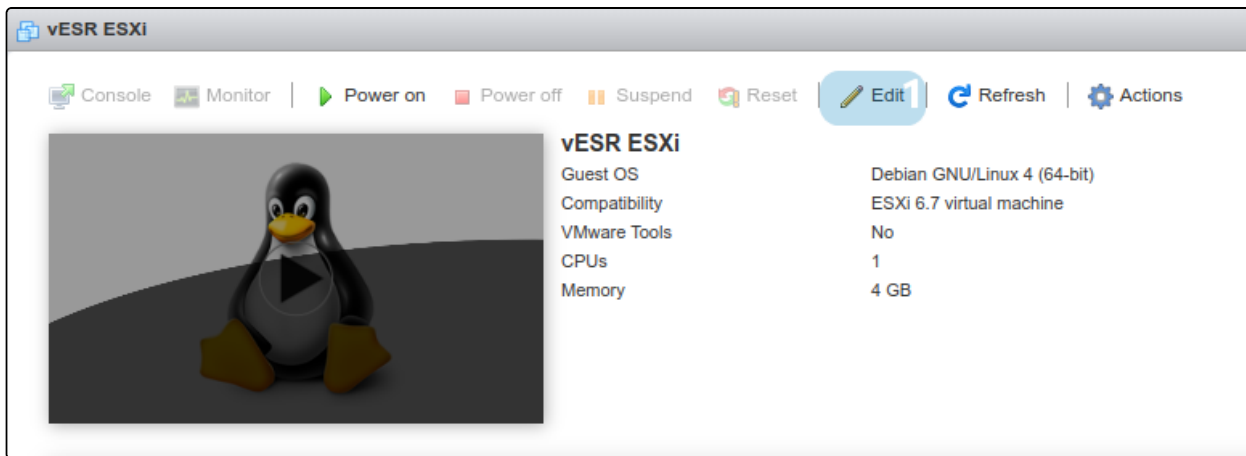 vESR ESXi
Console Monitor Power on Power off Suspend Reset Edit 1 Refresh Actions
vESR ESXi
Guest OS Debian GNU/Linux 4 (64-bit)
Compatibility ESXi 6.7 virtual machine
VMware Tools No
CPUs 1
Memory 4 GB